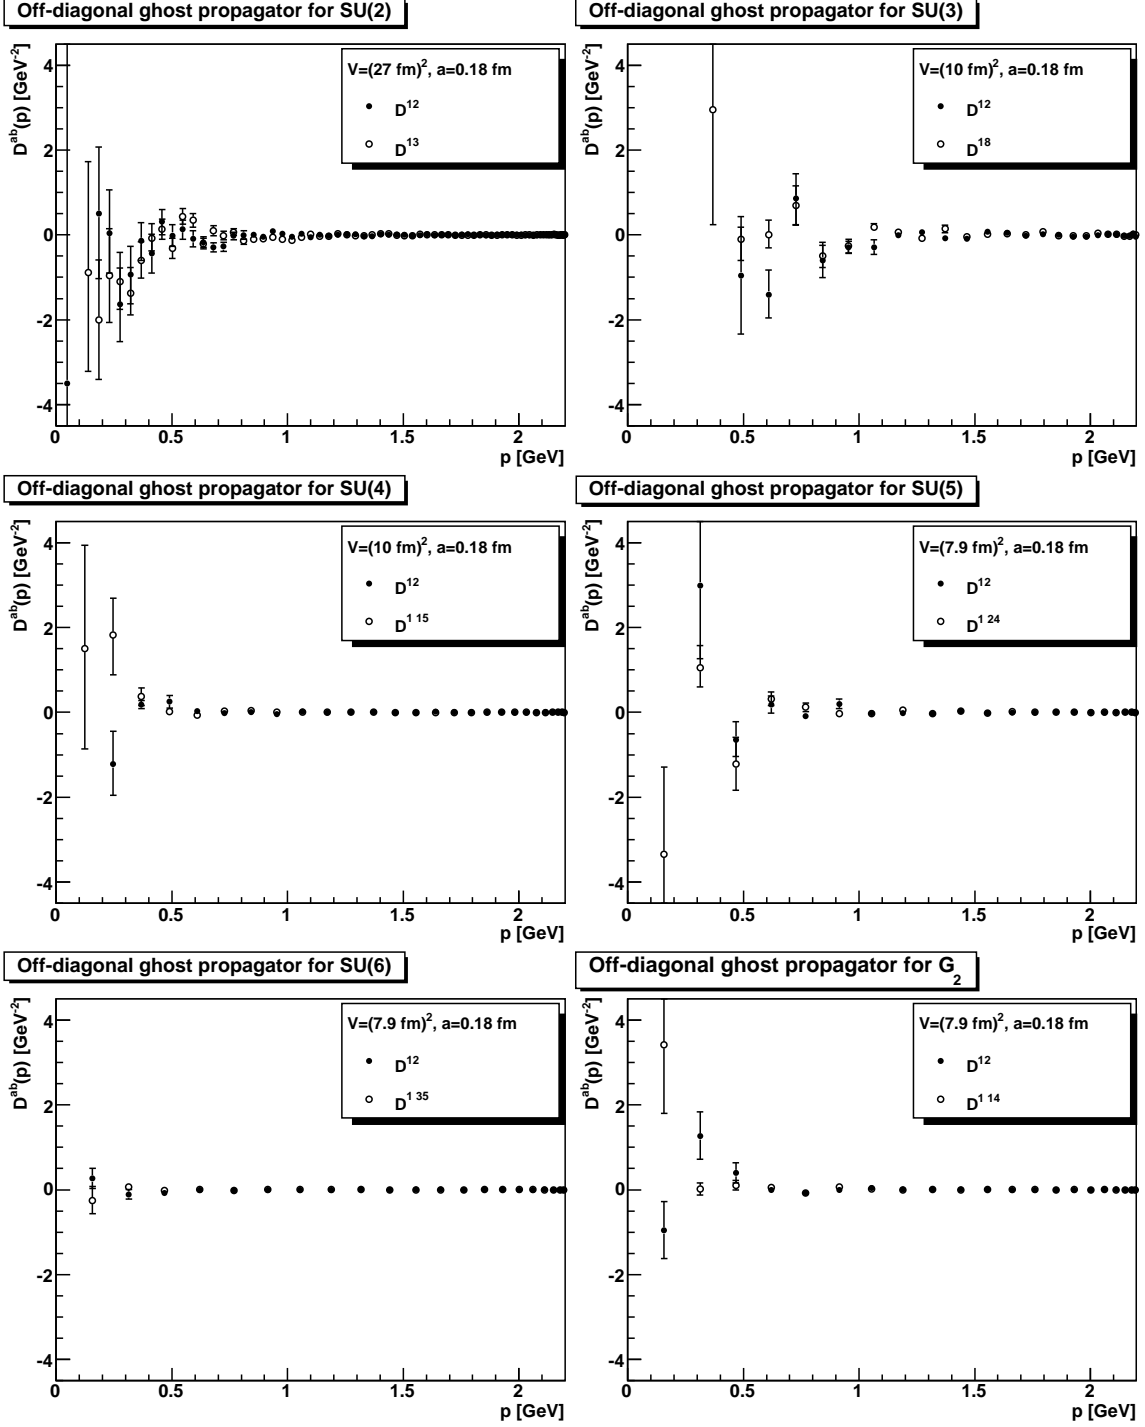 Off-diagonal ghost propagator for SU(2)
D^ab(p) [GeV^-2]
V=(27 fm)^2, a=0.18 fm
D^12
D^13
4
2
0
-2
-4
0 0.5 1 1.5 2
p [GeV]
Off-diagonal ghost propagator for SU(3)
D^ab(p) [GeV^-2]
V=(10 fm)^2, a=0.18 fm
D^12
D^18
4
2
0
-2
-4
0 0.5 1 1.5 2
p [GeV]
Off-diagonal ghost propagator for SU(4)
D^ab(p) [GeV^-2]
V=(10 fm)^2, a=0.18 fm
D^12
D^1 15
4
2
0
-2
-4
0 0.5 1 1.5 2
p [GeV]
Off-diagonal ghost propagator for SU(5)
D^ab(p) [GeV^-2]
V=(7.9 fm)^2, a=0.18 fm
D^12
D^1 24
4
2
0
-2
-4
0 0.5 1 1.5 2
p [GeV]
Off-diagonal ghost propagator for SU(6)
D^ab(p) [GeV^-2]
V=(7.9 fm)^2, a=0.18 fm
D^12
D^1 35
4
2
0
-2
-4
0 0.5 1 1.5 2
p [GeV]
Off-diagonal ghost propagator for G_2
D^ab(p) [GeV^-2]
V=(7.9 fm)^2, a=0.18 fm
D^12
D^1 14
4
2
0
-2
-4
0 0.5 1 1.5 2
p [GeV]